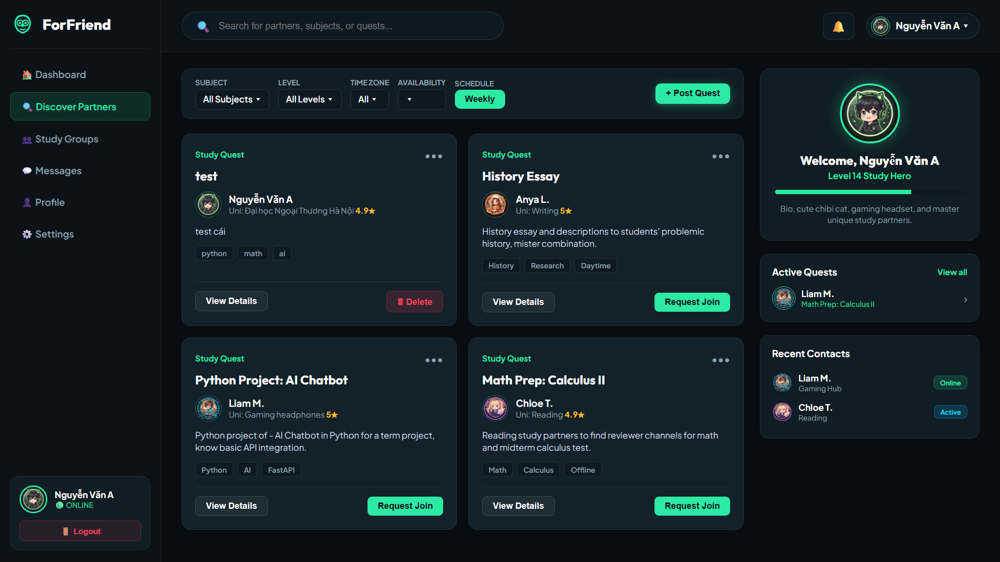 ForFriend
Search for partners, subjects, or quests...
Nguyễn Văn A
Dashboard
Discover Partners
Study Groups
Messages
Profile
Settings
Nguyễn Văn A
ONLINE
Logout
SUBJECT
All Subjects
LEVEL
All Levels
TIME ZONE
All
AVAILABILITY
SCHEDULE
Weekly
+ Post Quest
Study Quest
test
Nguyễn Văn A
Uni: Đại học Ngoại Thương Hà Nội 4.9★
test cái
python math ai
View Details
Delete
Study Quest
History Essay
Anya L.
Uni: Writing 5★
History essay and descriptions to students' problemic
history, mister combination.
History Research Daytime
View Details
Request Join
Study Quest
Python Project: AI Chatbot
Liam M.
Uni: Gaming headphones 5★
Python project of - AI Chatbot in Python for a term project,
know basic API integration.
Python AI FastAPI
View Details
Request Join
Study Quest
Math Prep: Calculus II
Chloe T.
Uni: Reading 4.9★
Reading study partners to find reviewer channels for math
and midterm calculus test.
Math Calculus Offline
View Details
Request Join
Welcome, Nguyễn Văn A
Level 14 Study Hero
Bio, cute chibi cat, gaming headset, and master
unique study partners.
Active Quests
View all
Liam M.
Math Prep: Calculus II
Recent Contacts
Liam M.
Gaming Hub
Online
Chloe T.
Reading
Active